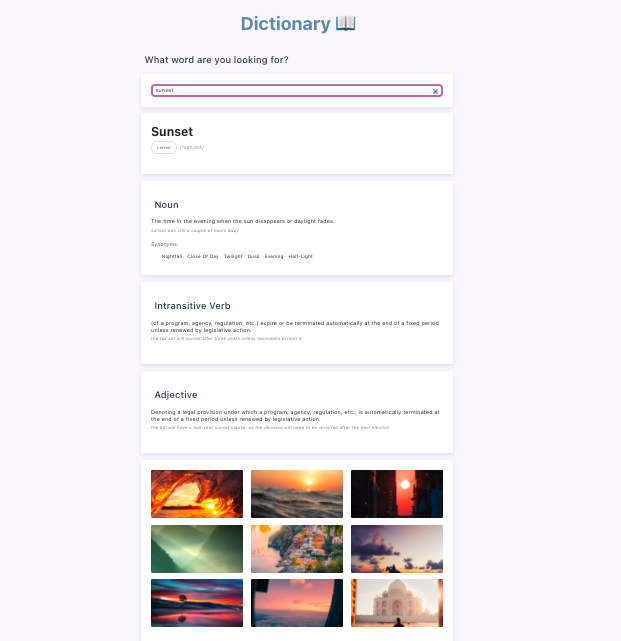 Dictionary 📖
What word are you looking for?
sunset
Sunset
Listen
Noun
The time in the evening when the sun disappears or daylight fades.
sunset was still a couple of hours away
Synonyms:
Nightfall Close Of Day Twilight Dusk Evening Half-Light
Intransitive Verb
(of a program, agency, regulation, etc.) expire or be terminated automatically at the end of a fixed period
unless renewed by legislative action.
the tax cut will sunset after three years unless lawmakers extend it
Adjective
Denoting a legal provision under which a program, agency, regulation, etc., is automatically terminated at
the end of a fixed period unless renewed by legislative action.
the bill will have a two-year sunset clause, so the decision will need to be revisited after the next election